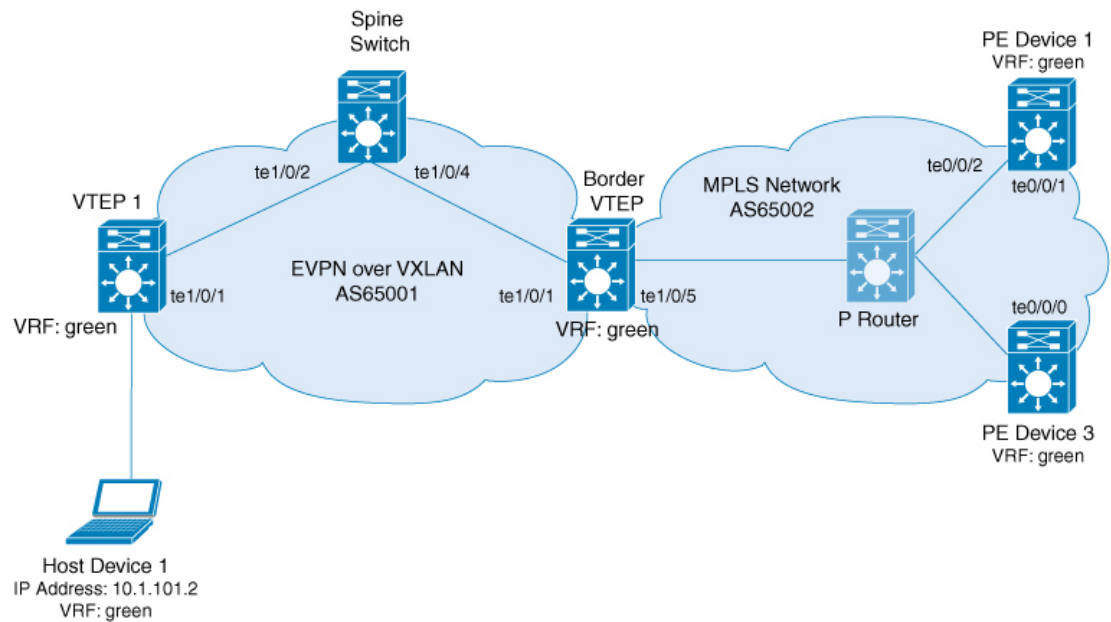 Spine
Switch
PE Device 1
VRF: green
te1/0/2
te1/0/4
Border
VTEP
MPLS Network
AS65002
te0/0/2
te0/0/1
VTEP 1
EVPN over VXLAN
AS65001
te1/0/1
te1/0/1
te1/0/5
VRF: green
VRF: green
P Router
te0/0/0
PE Device 3
VRF: green
Host Device 1
IP Address: 10.1.101.2
VRF: green